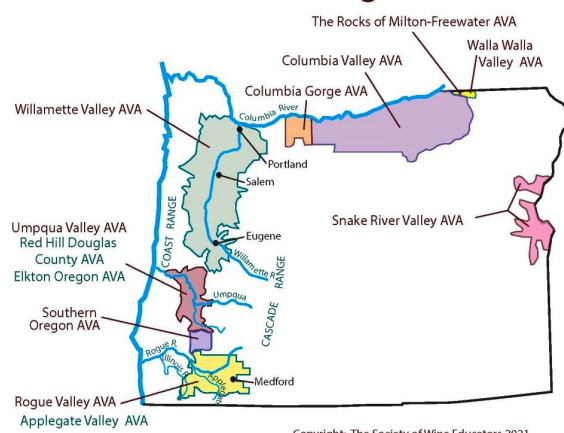 The Rocks of Milton-Freewater AVA
Walla Walla
Valley AVA
Columbia Valley AVA
Columbia Gorge AVA
Willamette Valley AVA
Columbia River
Portland
Salem
Snake River Valley AVA
COAST RANGE
Umpqua Valley AVA
Red Hill Douglas
County AVA
Elkton Oregon AVA
Eugene
Willamette R.
CASCADE RANGE
Umpqua
Southern
Oregon AVA
Rogue R.
Illinois R.
Medford
Rogue Valley AVA
Applegate Valley AVA
Copyright: The Society of Wine Educators 2021